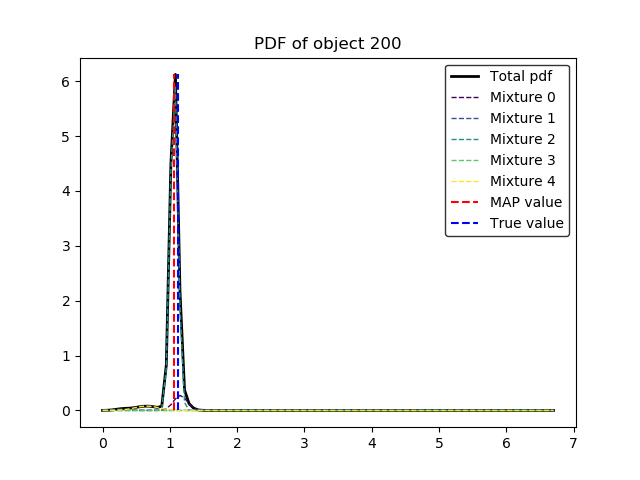 PDF of object 200
Total pdf
Mixture 0
Mixture 1
Mixture 2
Mixture 3
Mixture 4
MAP value
True value
6
5
4
3
2
1
0
0 1 2 3 4 5 6 7